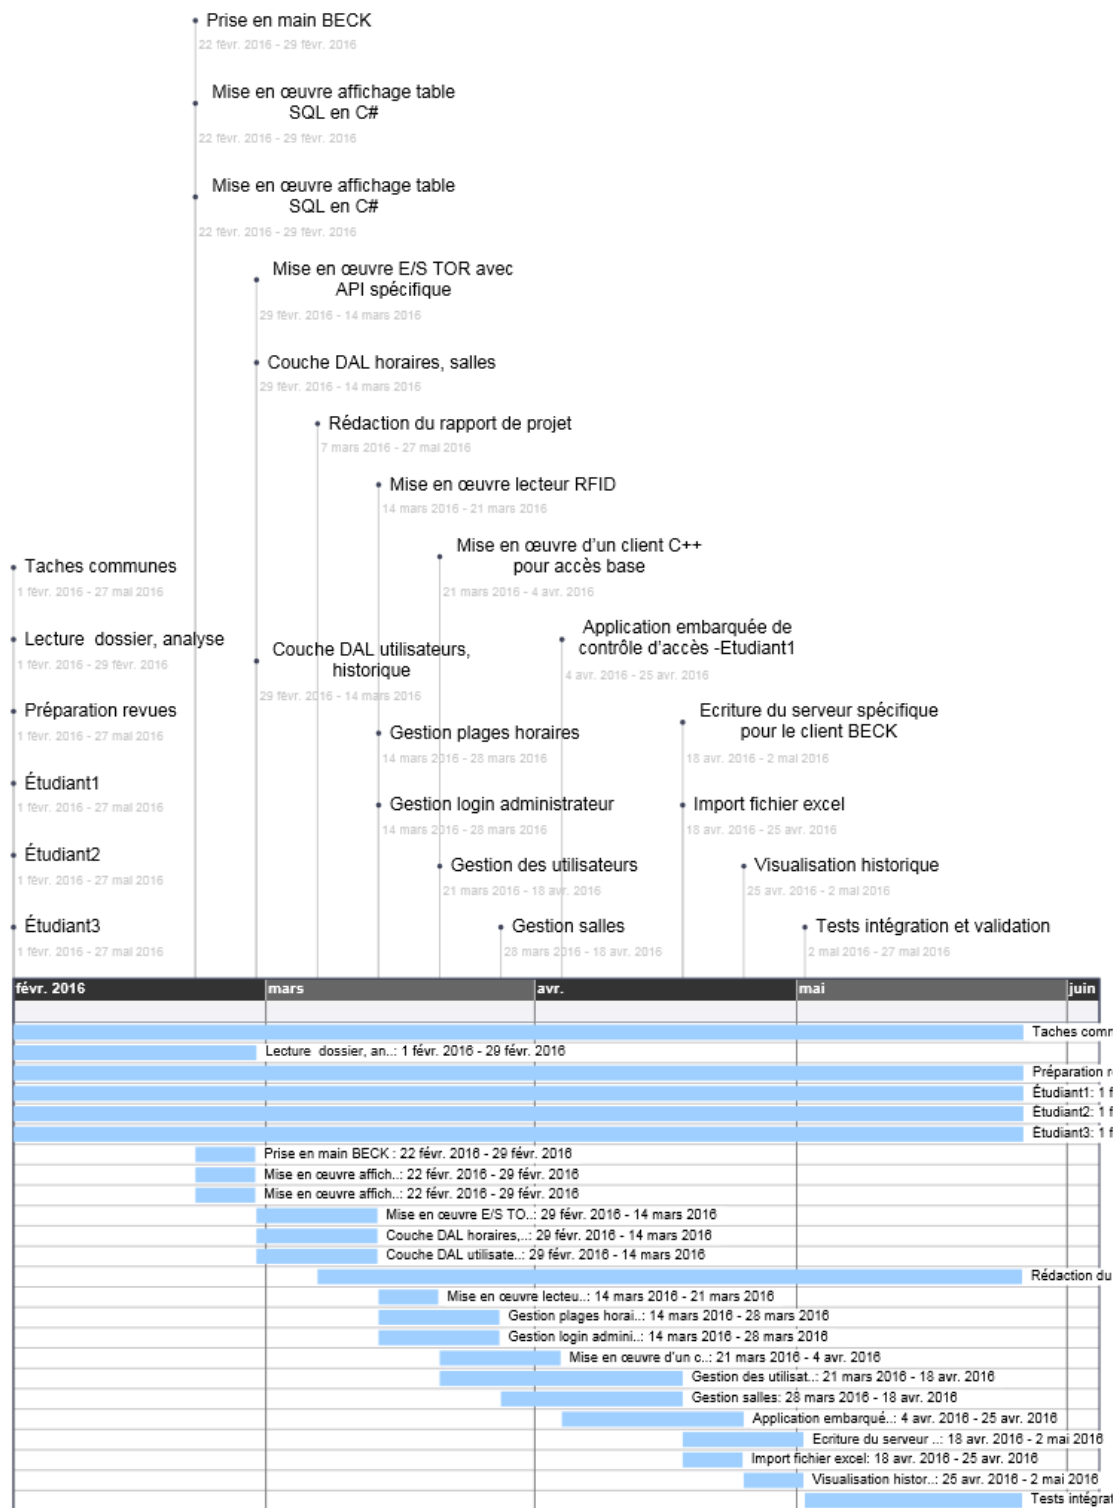 Prise en main BECK
22 févr. 2016 - 29 févr. 2016
Mise en œuvre affichage table
SQL en C#
22 févr. 2016 - 29 févr. 2016
Mise en œuvre affichage table
SQL en C#
22 févr. 2016 - 29 févr. 2016
Mise en œuvre E/S TOR avec
API spécifique
29 févr. 2016 - 14 mars 2016
Couche DAL horaires, salles
29 févr. 2016 - 14 mars 2016
Rédaction du rapport de projet
7 mars 2016 - 27 mai 2016
Mise en œuvre lecteur RFID
14 mars 2016 - 21 mars 2016
Mise en œuvre d'un client C++
pour accès base
21 mars 2016 - 4 avr. 2016
Taches communes
1 févr. 2016 - 27 mai 2016
Lecture  dossier, analyse
1 févr. 2016 - 29 févr. 2016
Couche DAL utilisateurs,
historique
29 févr. 2016 - 14 mars 2016
Application embarquée de
contrôle d'accès -Etudiant1
4 avr. 2016 - 25 avr. 2016
Préparation revues
1 févr. 2016 - 27 mai 2016
Gestion plages horaires
14 mars 2016 - 28 mars 2016
Ecriture du serveur spécifique
pour le client BECK
18 avr. 2016 - 2 mai 2016
Étudiant1
1 févr. 2016 - 27 mai 2016
Gestion login administrateur
14 mars 2016 - 28 mars 2016
Import fichier excel
18 avr. 2016 - 25 avr. 2016
Étudiant2
1 févr. 2016 - 27 mai 2016
Gestion des utilisateurs
21 mars 2016 - 18 avr. 2016
Visualisation historique
25 avr. 2016 - 2 mai 2016
Étudiant3
1 févr. 2016 - 27 mai 2016
Gestion salles
28 mars 2016 - 18 avr. 2016
Tests intégration et validation
2 mai 2016 - 27 mai 2016
févr. 2016 mars avr. mai juin
Taches comm
Lecture  dossier, an..: 1 févr. 2016 - 29 févr. 2016
Préparation r
Étudiant1: 1 f
Étudiant2: 1 f
Étudiant3: 1 f
Prise en main BECK : 22 févr. 2016 - 29 févr. 2016
Mise en œuvre affich..: 22 févr. 2016 - 29 févr. 2016
Mise en œuvre affich..: 22 févr. 2016 - 29 févr. 2016
Mise en œuvre E/S TO..: 29 févr. 2016 - 14 mars 2016
Couche DAL horaires,..: 29 févr. 2016 - 14 mars 2016
Couche DAL utilisate..: 29 févr. 2016 - 14 mars 2016
Rédaction du
Mise en œuvre lecteu..: 14 mars 2016 - 21 mars 2016
Gestion plages horai..: 14 mars 2016 - 28 mars 2016
Gestion login admini..: 14 mars 2016 - 28 mars 2016
Mise en œuvre d'un c..: 21 mars 2016 - 4 avr. 2016
Gestion des utilisat..: 21 mars 2016 - 18 avr. 2016
Gestion salles: 28 mars 2016 - 18 avr. 2016
Application embarqué..: 4 avr. 2016 - 25 avr. 2016
Ecriture du serveur ..: 18 avr. 2016 - 2 mai 2016
Import fichier excel: 18 avr. 2016 - 25 avr. 2016
Visualisation histor..: 25 avr. 2016 - 2 mai 2016
Tests intégrat